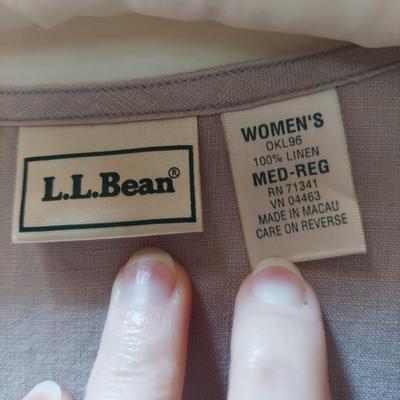 L.L.Bean®
WOMEN'S
OKL96
100% LINEN
MED-REG
RN 71341
VN 04463
MADE IN MACAU
CARE ON REVERSE